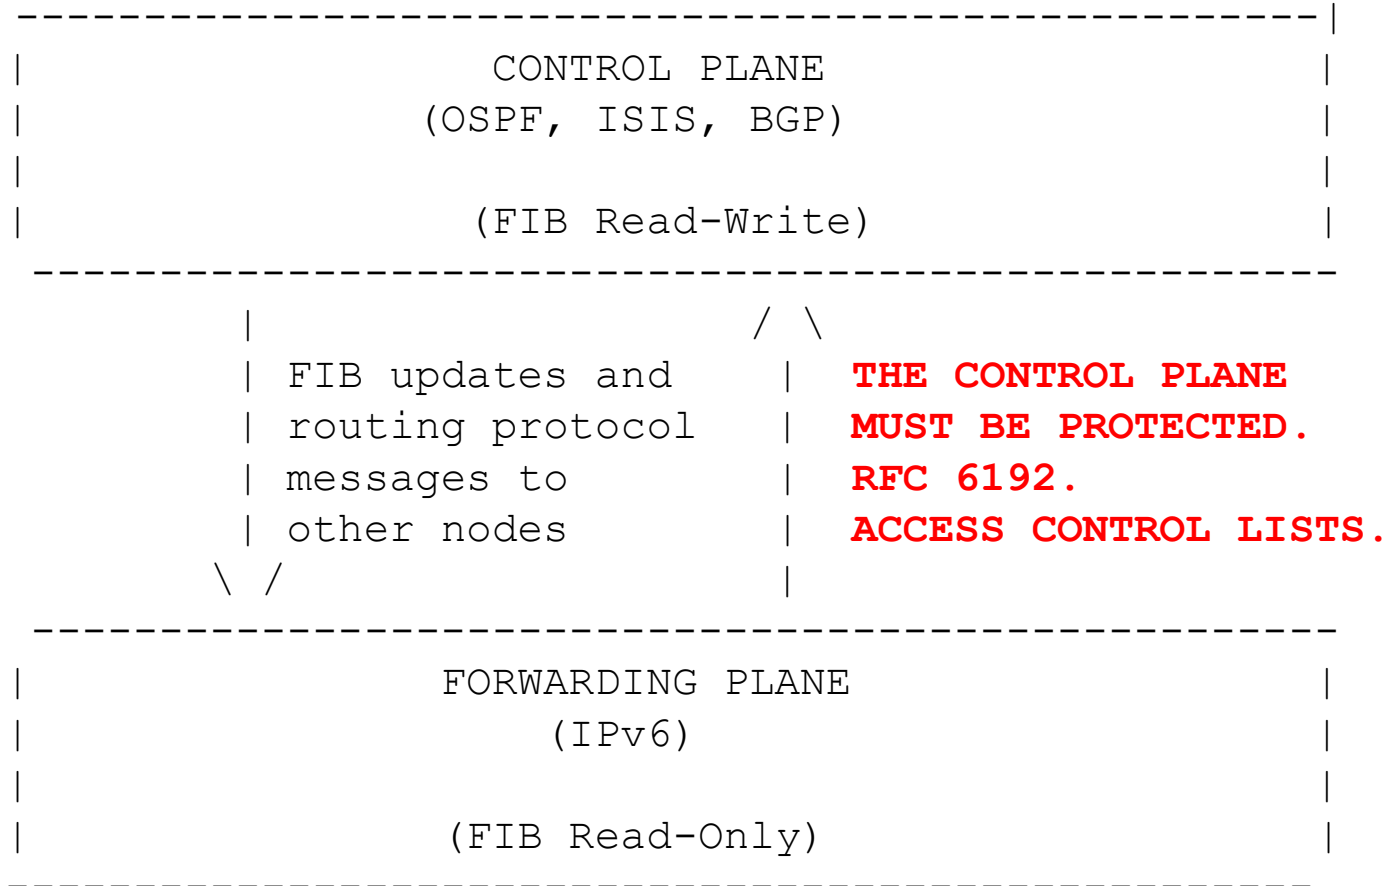 CONTROL PLANE
(OSPF, ISIS, BGP)
(FIB Read-Write)
FIB updates and
routing protocol
messages to
other nodes
THE CONTROL PLANE
MUST BE PROTECTED.
RFC 6192.
ACCESS CONTROL LISTS.
FORWARDING PLANE
(IPv6)
(FIB Read-Only)